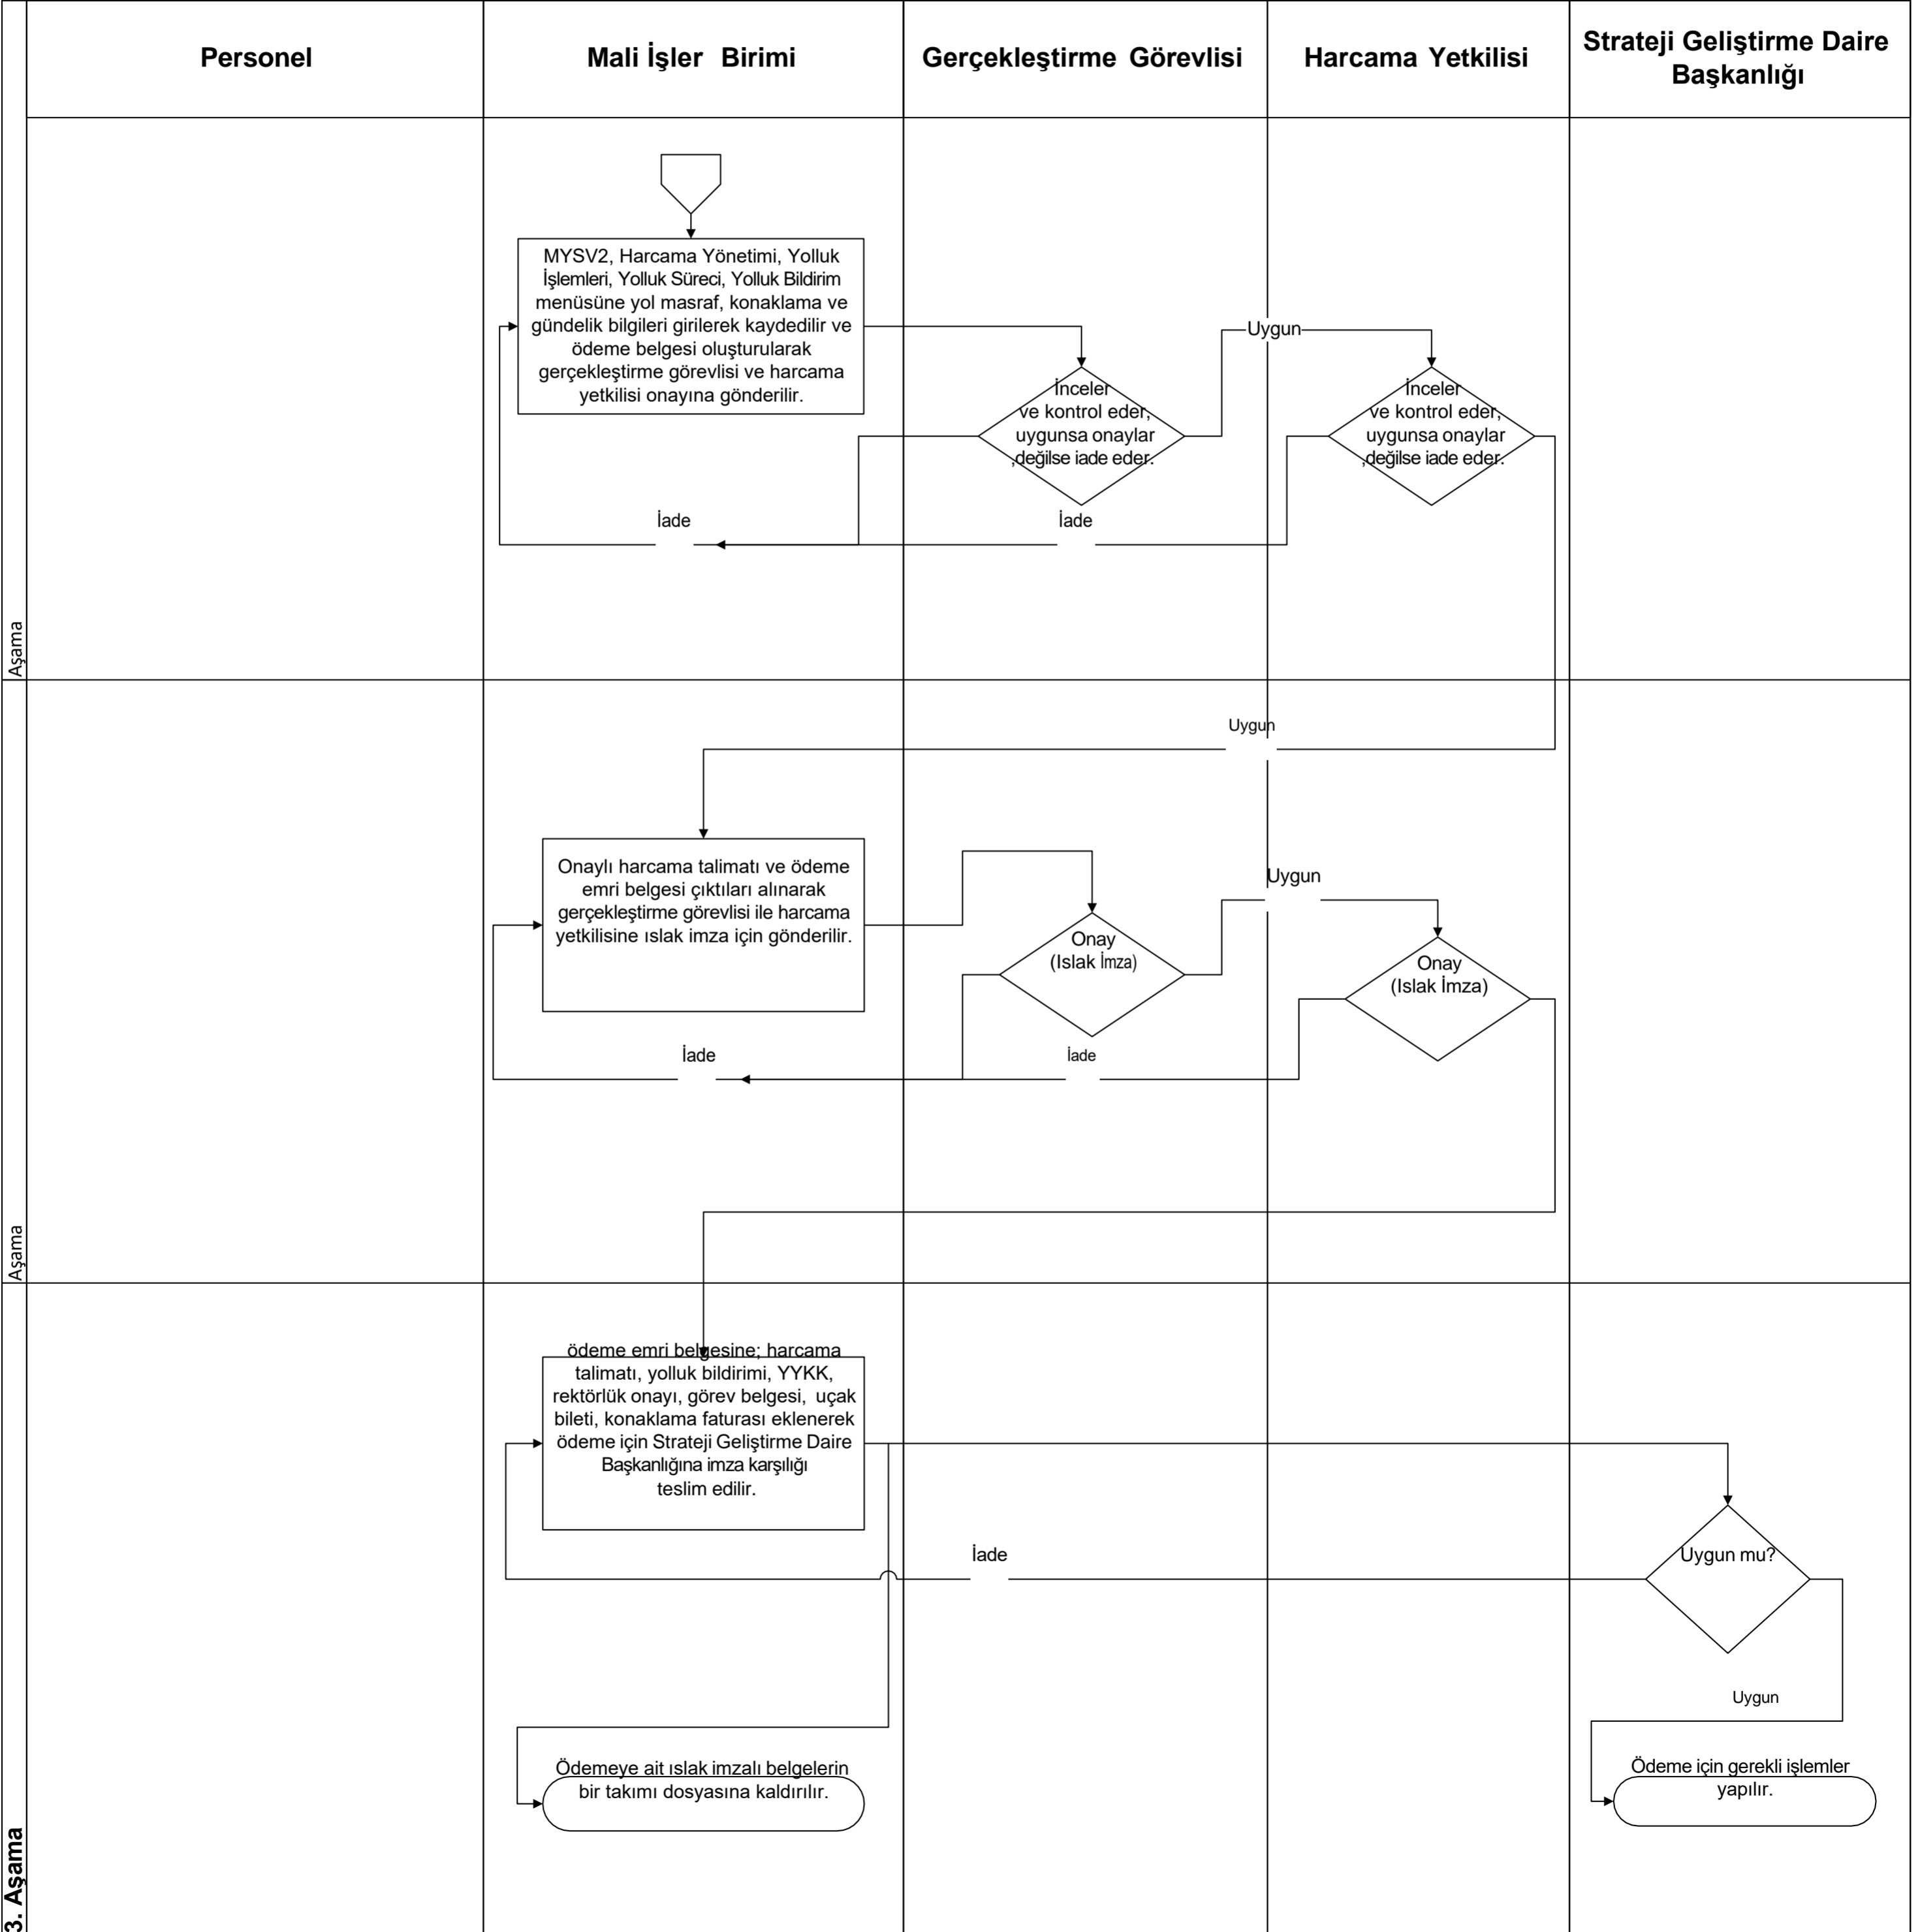 Personel
Mali İşler Birimi
Gerçekleştirme Görevlisi
Harcama Yetkilisi
Strateji Geliştirme Daire
Başkanlığı
MYSV2, Harcama Yönetimi, Yolluk
İşlemleri, Yolluk Süreci, Yolluk Bildirim
menüsüne yol masraf, konaklama ve
gündelik bilgileri girilerek kaydedilir ve
ödeme belgesi oluşturularak
gerçekleştirme görevlisi ve harcama
yetkilisi onayına gönderilir.
Uygun
İnceler
ve kontrol eder,
uygunsa onaylar
,değilse iade eder.
İnceler
ve kontrol eder,
uygunsa onaylar
,değilse iade eder.
İade
İade
Aşama
Uygun
Onaylı harcama talimatı ve ödeme
emri belgesi çıktıları alınarak
gerçekleştirme görevlisi ile harcama
yetkilisine ıslak imza için gönderilir.
Uygun
Onay
(Islak İmza)
Onay
(Islak İmza)
İade
İade
Aşama
ödeme emri belgesine; harcama
talimatı, yolluk bildirimi, YYKK,
rektörlük onayı, görev belgesi, uçak
bileti, konaklama faturası eklenerek
ödeme için Strateji Geliştirme Daire
Başkanlığına imza karşılığı
teslim edilir.
İade
Uygun mu?
Uygun
Ödemeye ait ıslak imzalı belgelerin
bir takımı dosyasına kaldırılır.
Ödeme için gerekli işlemler
yapılır.
3. Aşama